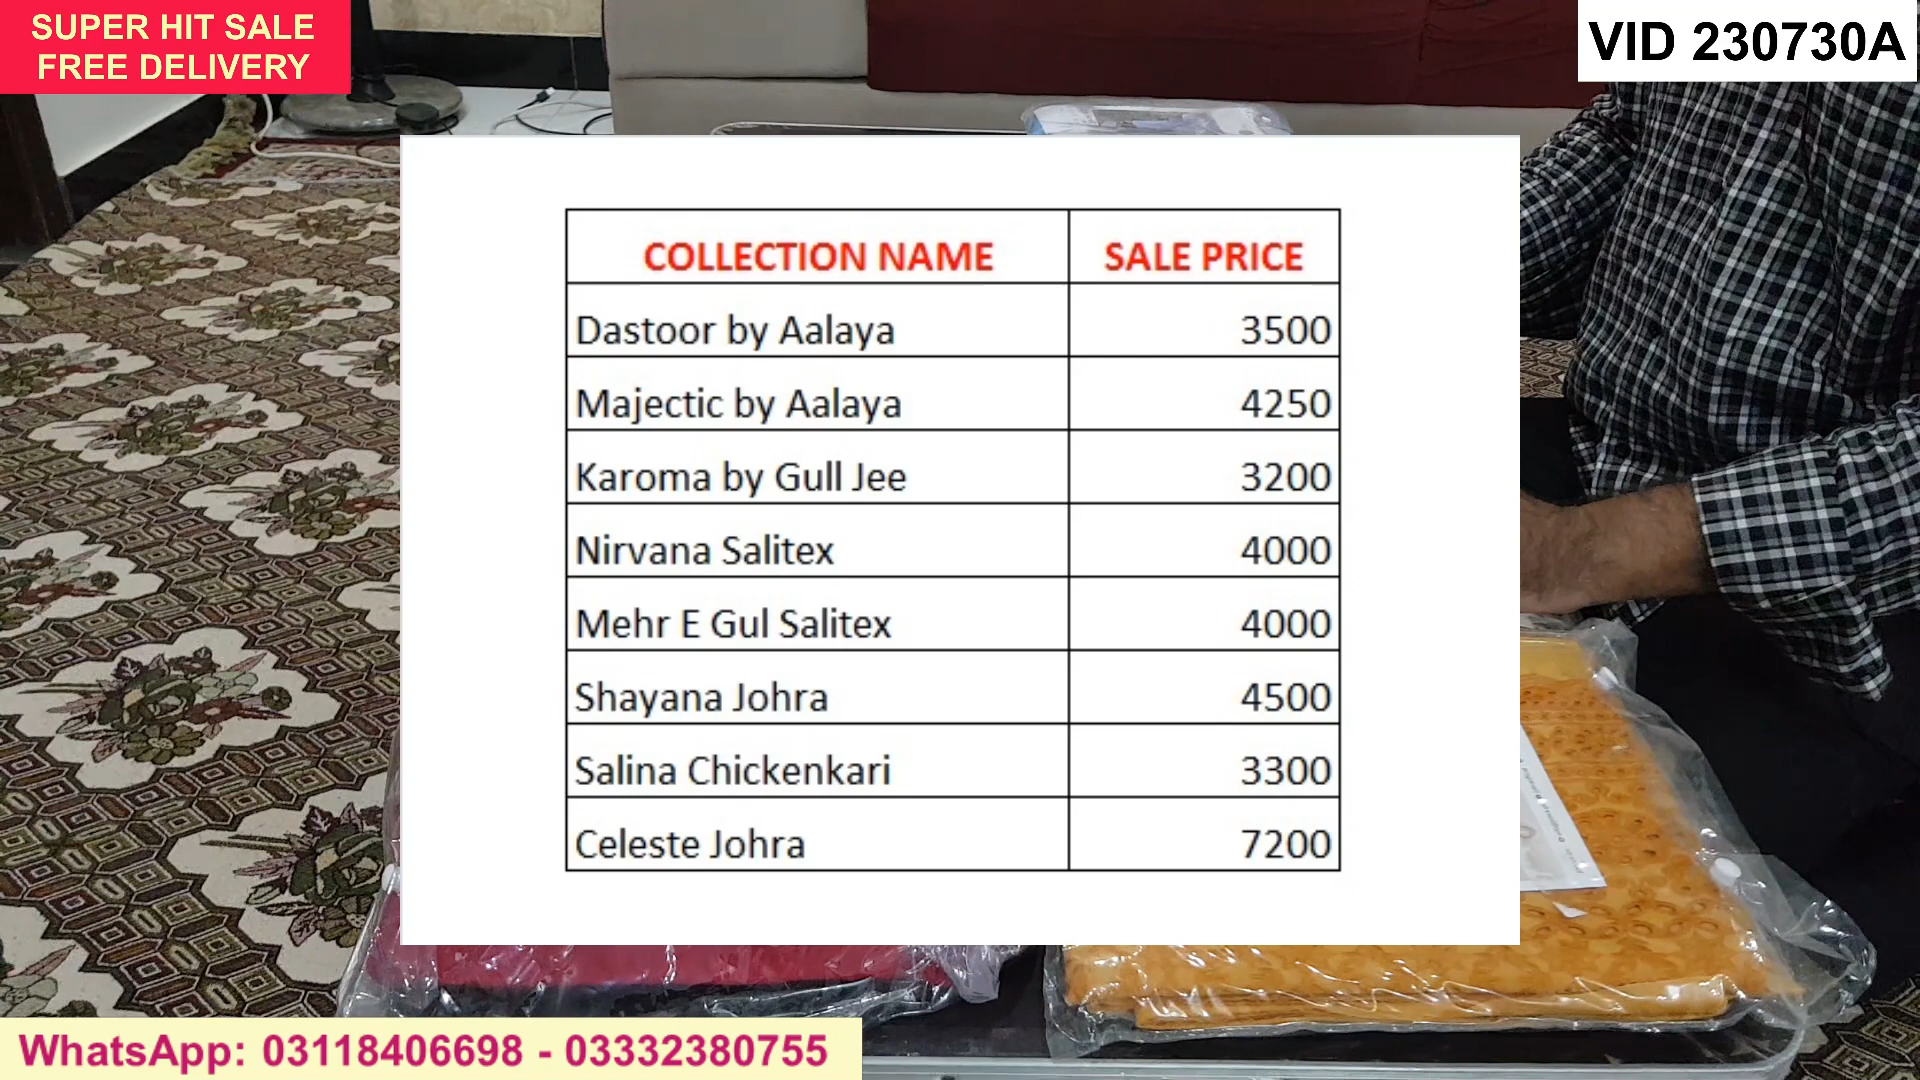 SUPER HIT SALE
FREE DELIVERY
VID 230730A
COLLECTION NAME SALE PRICE
Dastoor by Aalaya 3500
Majectic by Aalaya 4250
Karoma by Gull Jee 3200
Nirvana Salitex 4000
Mehr E Gul Salitex 4000
Shayana Johra 4500
Salina Chickenkari 3300
Celeste Johra 7200
WhatsApp: 03118406698 - 03332380755